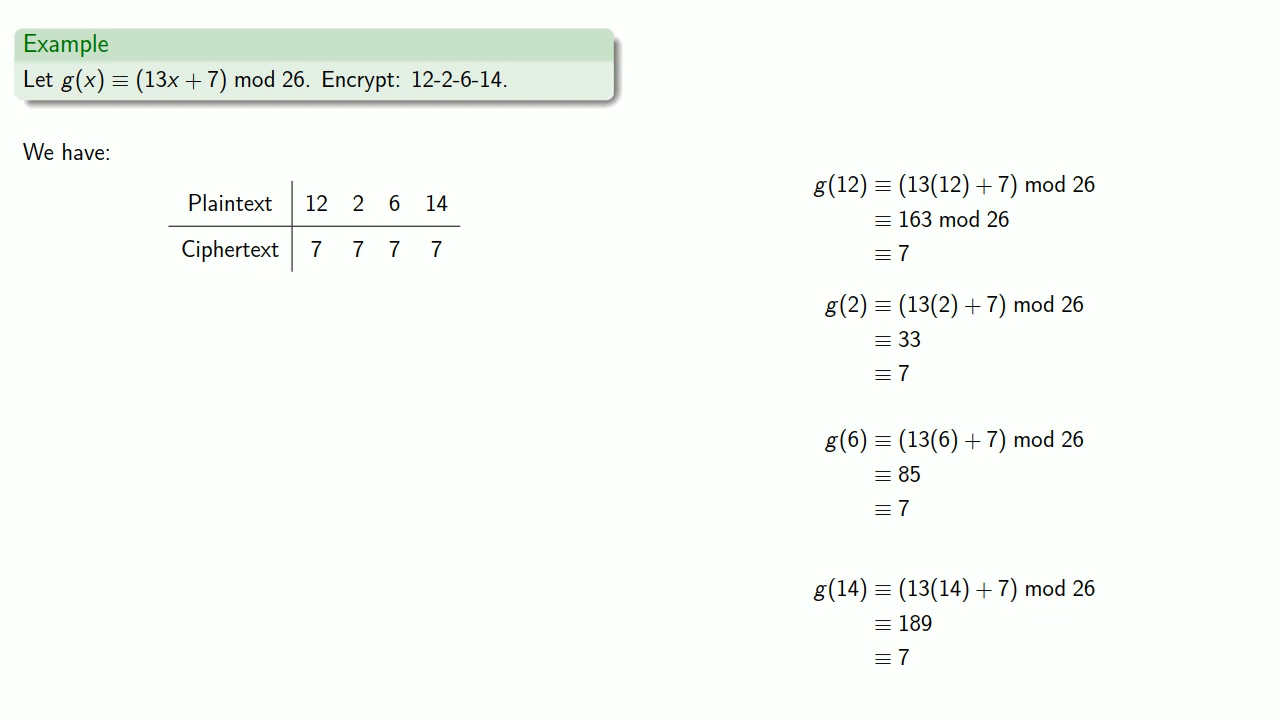 Example
Let g(x) ≡ (13x + 7) mod 26. Encrypt: 12-2-6-14.
We have:
Plaintext 12 2 6 14
Ciphertext 7 7 7 7
g(12) ≡ (13(12) + 7) mod 26
≡ 163 mod 26
≡ 7
g(2) ≡ (13(2) + 7) mod 26
≡ 33
≡ 7
g(6) ≡ (13(6) + 7) mod 26
≡ 85
≡ 7
g(14) ≡ (13(14) + 7) mod 26
≡ 189
≡ 7